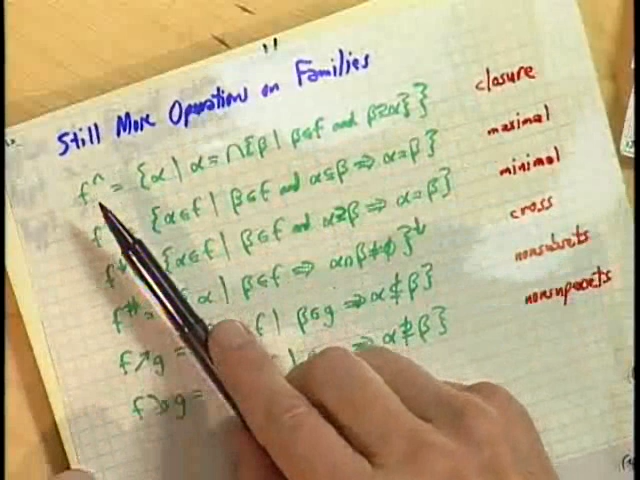 Still More Operations on Families
f^∩ = {α | α = ∩{β | β∈f and β⊇α}} closure
f {α∈f | β∈f and α⊆β ⇒ α=β} maximal
f↓ {α∈f | β∈f and α⊇β ⇒ α=β} minimal
f# = α | β∈f ⇒ α∩β≠ϕ}↓ cross
f↗g = f | β∈g ⇒ α⊈β} nonsubsets
f↘g = | ⇒ α⊉β} nonsupersets